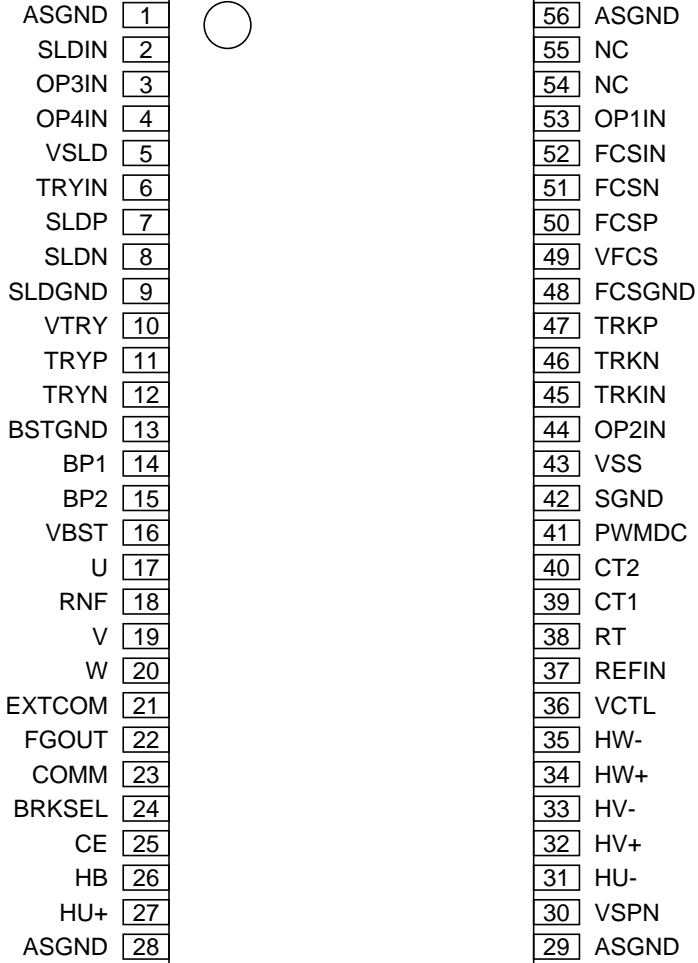 ASGND 1 56 ASGND
SLDIN 2 55 NC
OP3IN 3 54 NC
OP4IN 4 53 OP1IN
VSLD 5 52 FCSIN
TRYIN 6 51 FCSN
SLDP 7 50 FCSP
SLDN 8 49 VFCS
SLDGND 9 48 FCSGND
VTRY 10 47 TRKP
TRYP 11 46 TRKN
TRYN 12 45 TRKIN
BSTGND 13 44 OP2IN
BP1 14 43 VSS
BP2 15 42 SGND
VBST 16 41 PWMDC
U 17 40 CT2
RNF 18 39 CT1
V 19 38 RT
W 20 37 REFIN
EXTCOM 21 36 VCTL
FGOUT 22 35 HW-
COMM 23 34 HW+
BRKSEL 24 33 HV-
CE 25 32 HV+
HB 26 31 HU-
HU+ 27 30 VSPN
ASGND 28 29 ASGND